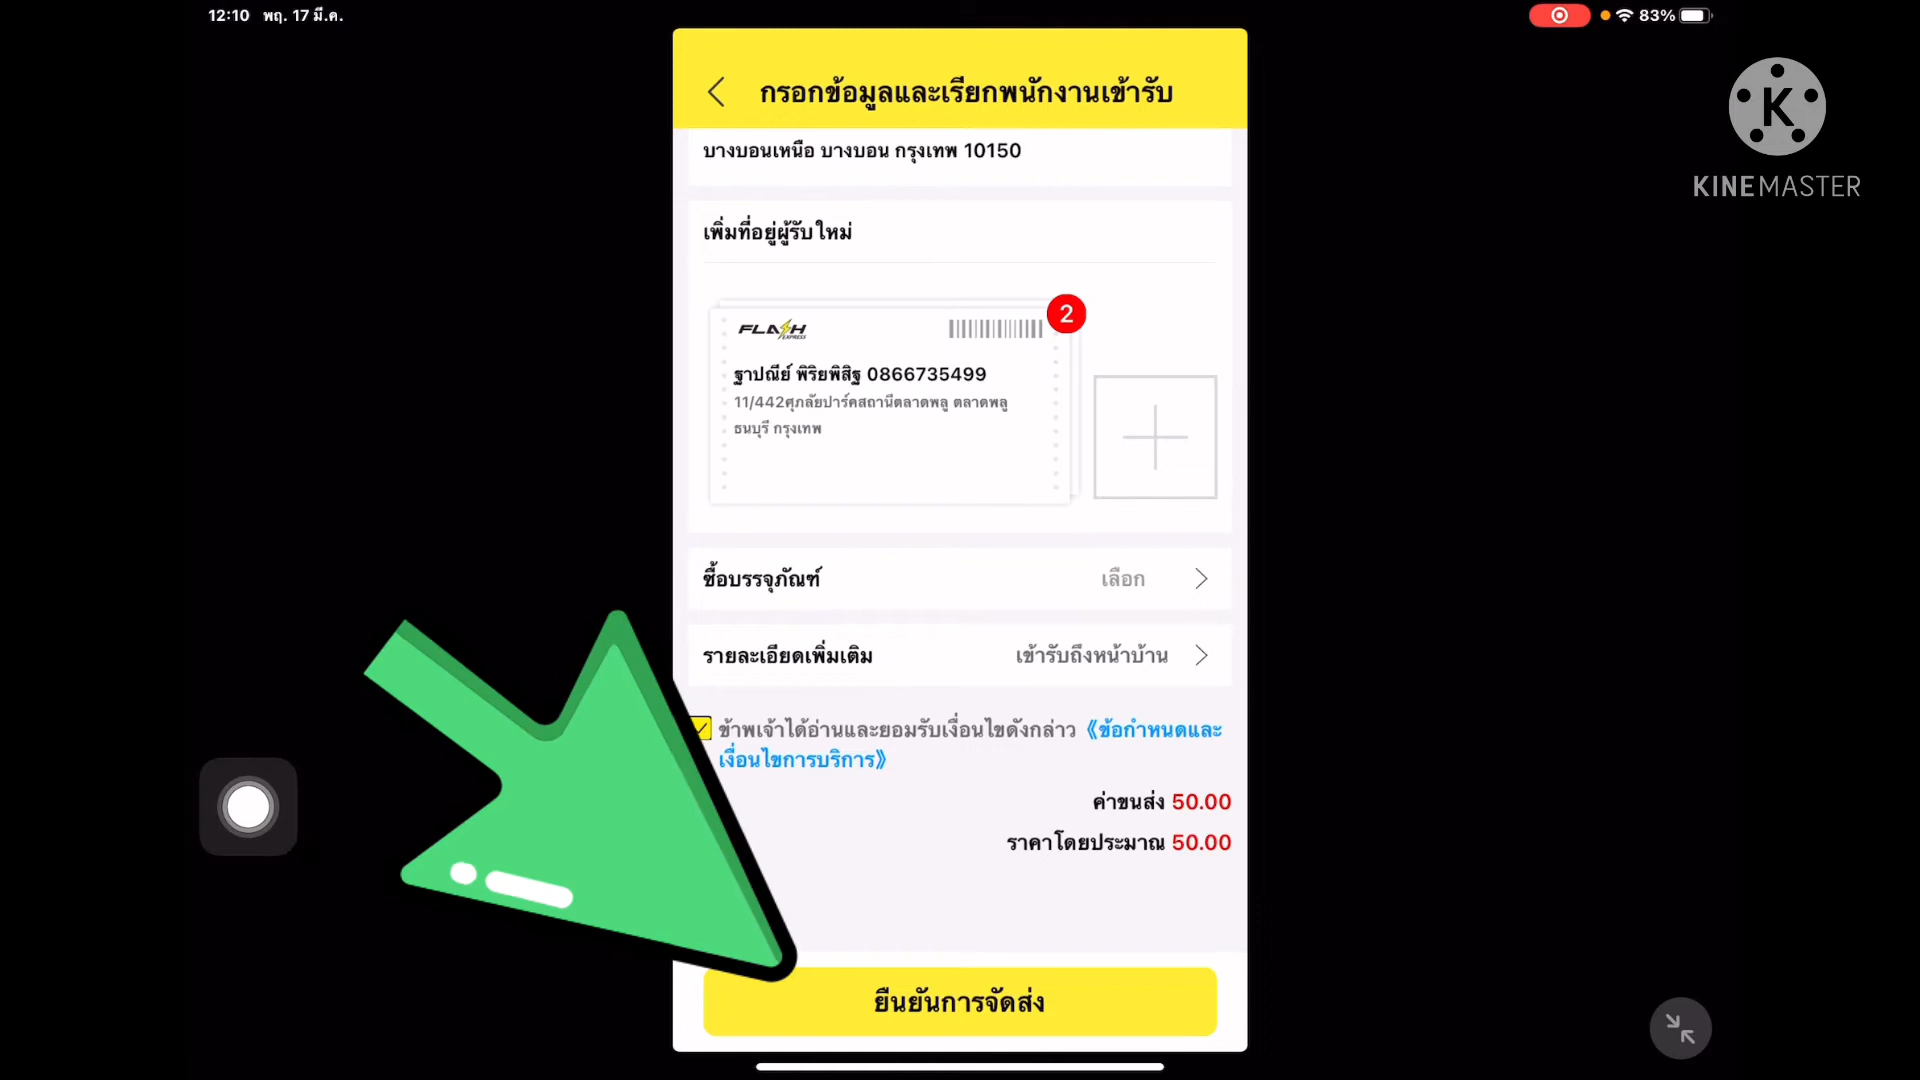 12:10 พฤ. 17 มี.ค.
83%
กรอกข้อมูลและเรียกพนักงานเข้ารับ
K
KINEMASTER
บางบอนเหนือ บางบอน กรุงเทพ 10150
เพิ่มที่อยู่ผู้รับใหม่
2
FLASH
EXPRESS
ฐาปณีย์ พิริยพิสิฐ 0866735499
11/442ศุภลัยปาร์คสถานีตลาดพลู ตลาดพลู
ธนบุรี กรุงเทพ
ซื้อบรรจุภัณฑ์ เลือก
รายละเอียดเพิ่มเติม เข้ารับถึงหน้าบ้าน
ข้าพเจ้าได้อ่านและยอมรับเงื่อนไขดังกล่าว 《ข้อกำหนดและ
เงื่อนไขการบริการ》
ค่าขนส่ง 50.00
ราคาโดยประมาณ 50.00
ยืนยันการจัดส่ง